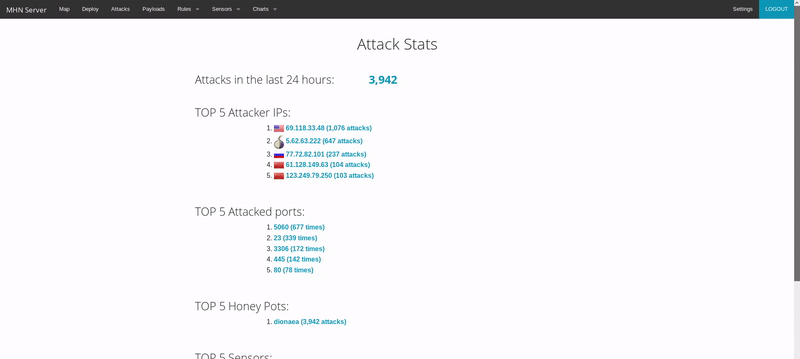 MHN Server Map Deploy Attacks Payloads Rules Sensors Charts Settings LOGOUT
Attack Stats
Attacks in the last 24 hours: 3,942
TOP 5 Attacker IPs:
1. 69.118.33.48 (1,076 attacks)
2. 5.62.63.222 (647 attacks)
3. 77.72.82.101 (237 attacks)
4. 61.128.149.63 (104 attacks)
5. 123.249.79.250 (103 attacks)
TOP 5 Attacked ports:
1. 5060 (677 times)
2. 23 (339 times)
3. 3306 (172 times)
4. 445 (142 times)
5. 80 (78 times)
TOP 5 Honey Pots:
1. dionaea (3,942 attacks)
TOP 5 Sensors: